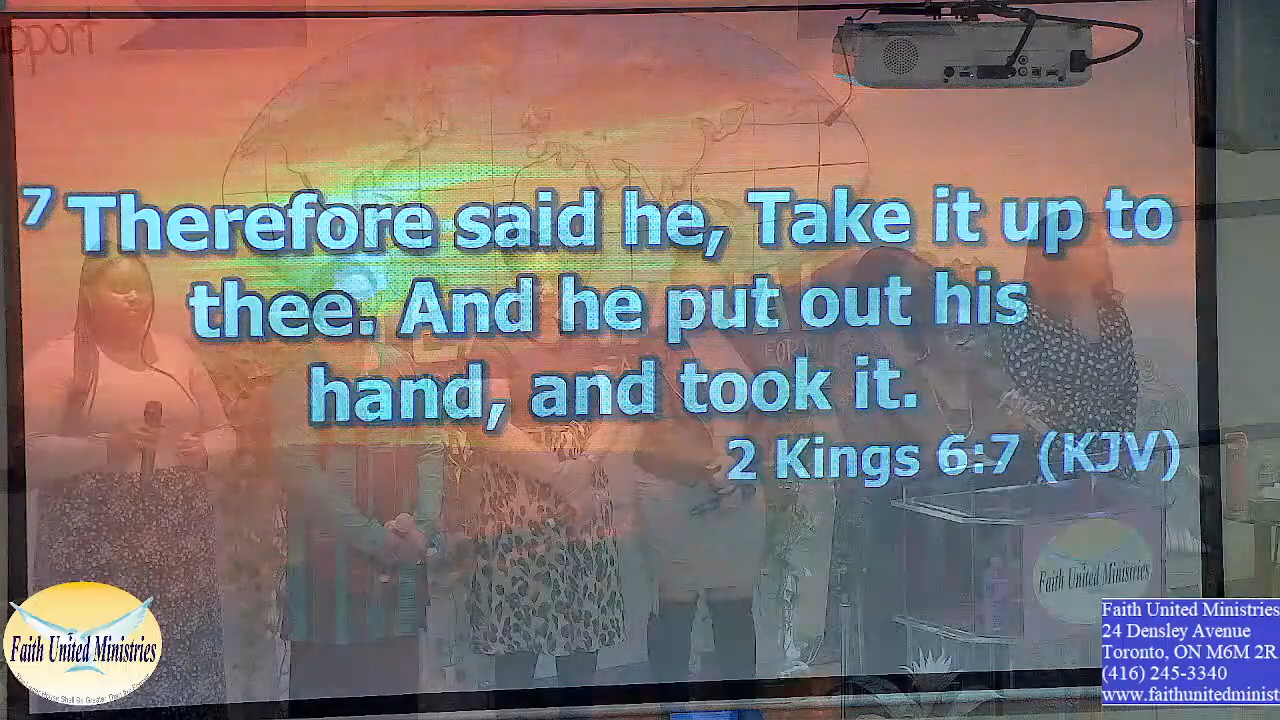 pport
7 Therefore said he, Take it up to
thee. And he put out his
hand, and took it.
2 Kings 6:7 (KJV)
FOR
Faith United Ministries
Faith United Ministries
Faith United Ministries
24 Densley Avenue
Toronto, ON M6M 2R
(416) 245-3340
www.faithunitedminist